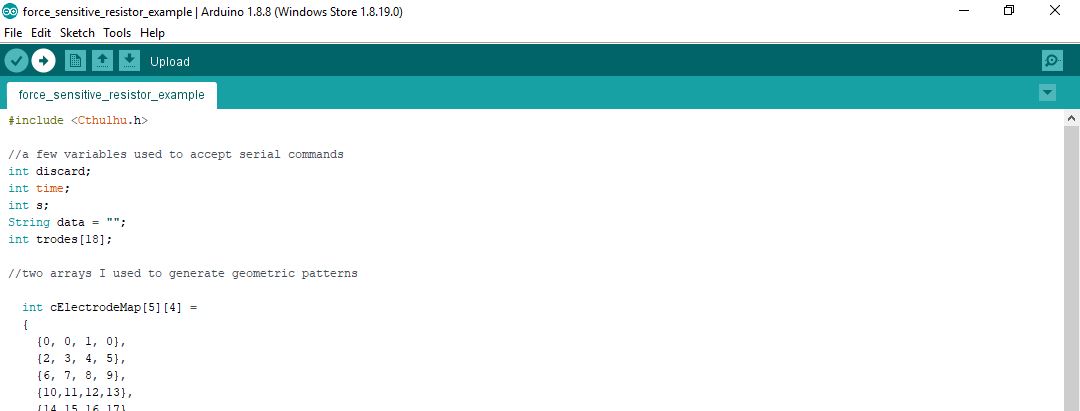 force_sensitive_resistor_example | Arduino 1.8.8 (Windows Store 1.8.19.0)
File Edit Sketch Tools Help
Upload
force_sensitive_resistor_example
#include <Cthulhu.h>
//a few variables used to accept serial commands
int discard;
int time;
int s;
String data = "";
int trodes[18];
//two arrays I used to generate geometric patterns
int cElectrodeMap[5][4] =
{
{0, 0, 1, 0},
{2, 3, 4, 5},
{6, 7, 8, 9},
{10,11,12,13},
{14,15,16,17}